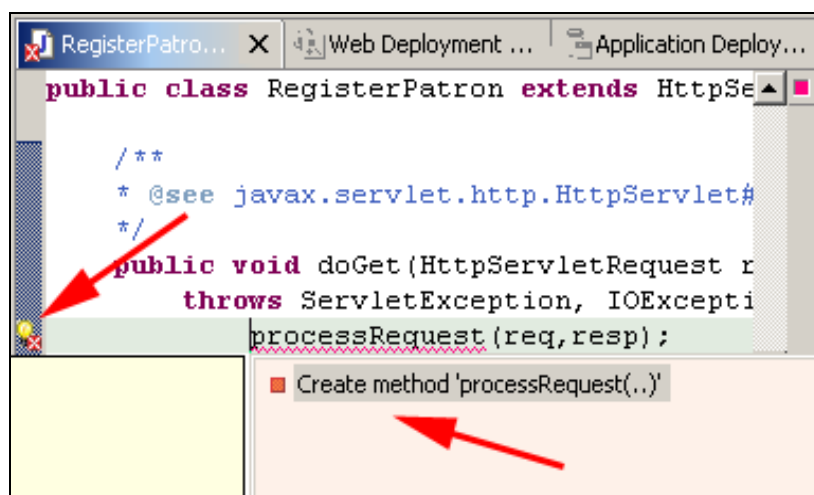 RegisterPatro... Web Deployment ... Application Deploy...
public class RegisterPatron extends HttpSe
/**
* @see javax.servlet.http.HttpServlet#
*/
public void doGet(HttpServletRequest r
throws ServletException, IOExcepti
processRequest(req,resp);
Create method 'processRequest(..)'